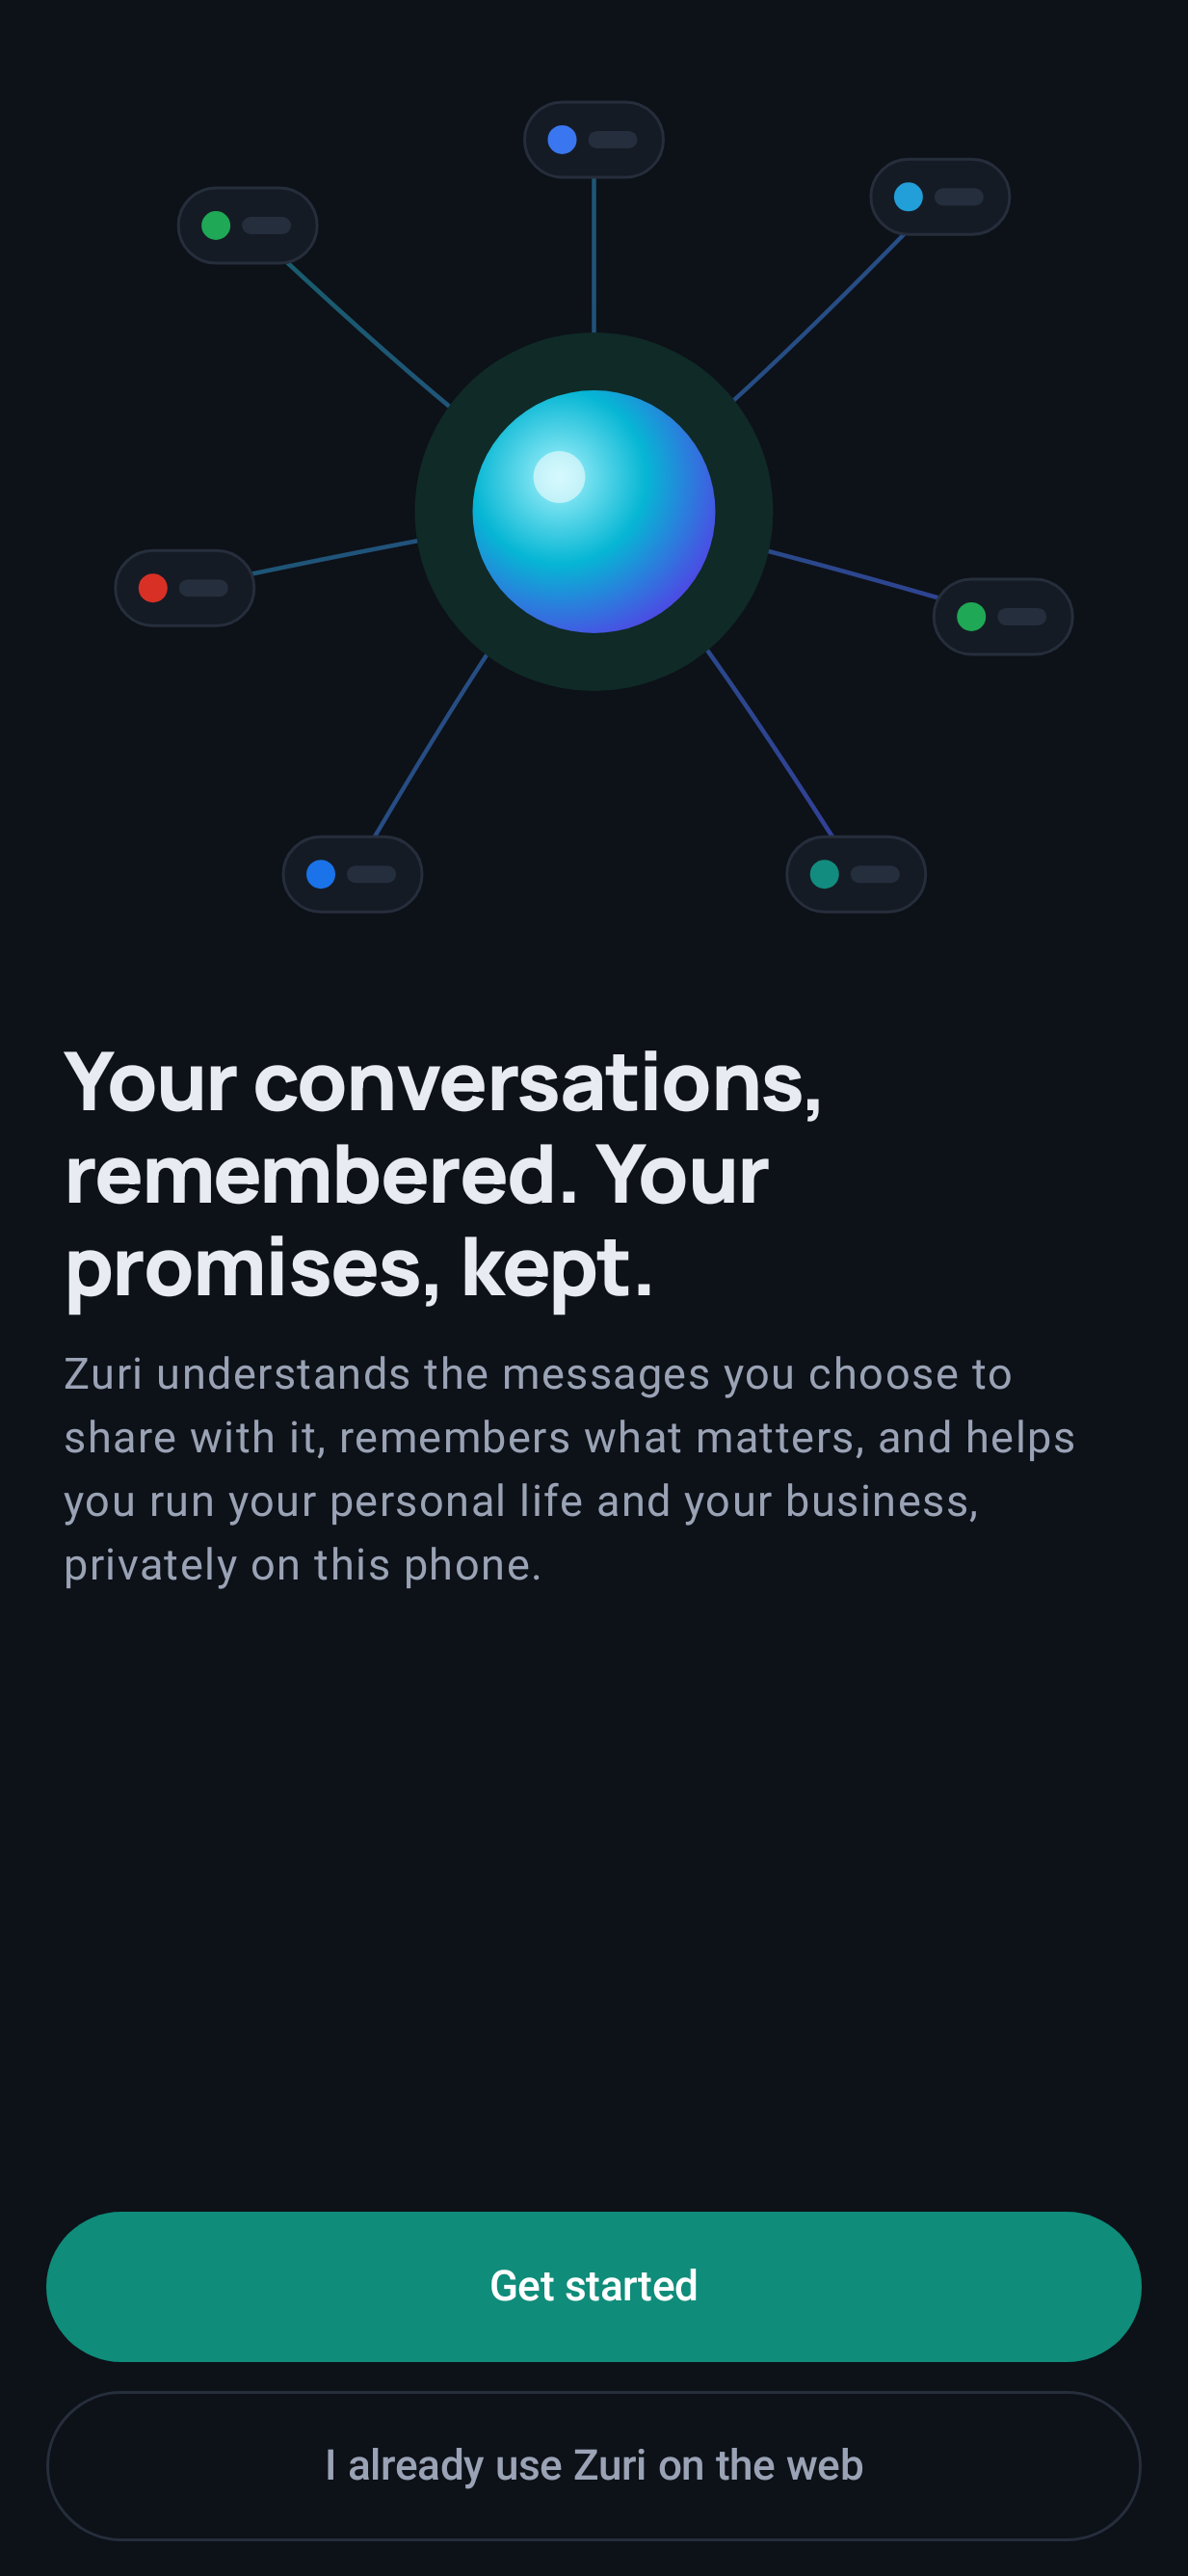 Your conversations,
remembered. Your
promises, kept.
Zuri understands the messages you choose to
share with it, remembers what matters, and helps
you run your personal life and your business,
privately on this phone.
Get started
I already use Zuri on the web